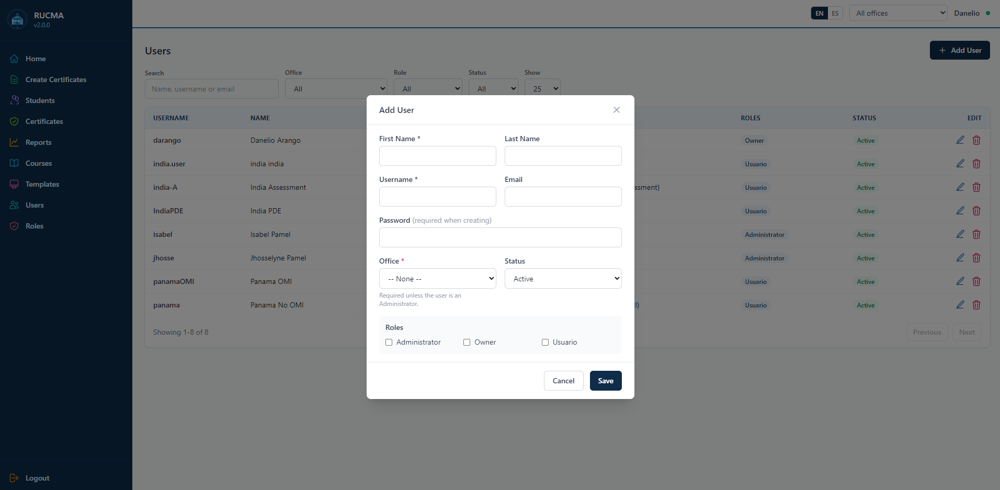 RUCMA
v2.0.0
EN ES All offices Danelio
Home
Create Certificates
Students
Certificates
Reports
Courses
Templates
Users
Roles
Logout
Users
+ Add User
Search Office Role Status Show
Name, username or email All All All 25
USERNAME NAME ROLES STATUS EDIT
darango Danelio Arango Owner Active
india.user india india Usuario Active
india-A India Assessment ssment) Usuario Active
IndiaPDE India PDE Usuario Active
isabel Isabel Pamel Administrator Active
jhosse Jhosselyne Pamel Administrator Active
panamaOMI Panama OMI Usuario Active
panama Panama No OMI l) Usuario Active
Showing 1-8 of 8 Previous Next
Add User
First Name * Last Name
Username * Email
Password (required when creating)
Office * Status
-- None -- Active
Required unless the user is an
Administrator.
Roles
Administrator Owner Usuario
Cancel Save